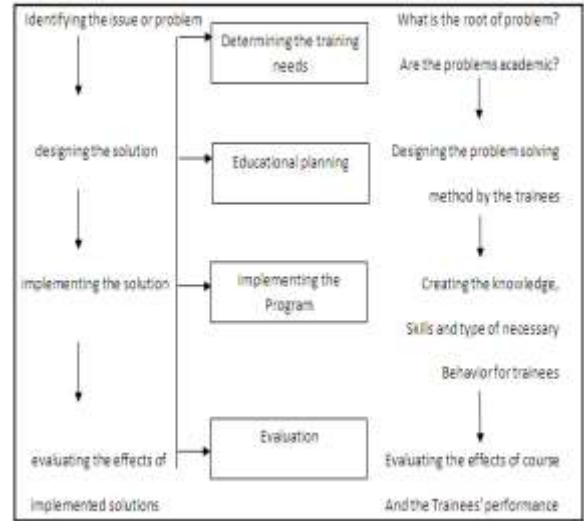 Identifying the issue or problem
designing the solution
implementing the solution
evaluating the effects of
implemented solutions
Determining the training
needs
Educational planning
Implementing the
Program
Evaluation
What is the root of problem?
Are the problems academic?
Designing the problem solving
method by the trainees
Creating the knowledge,
Skills and type of necessary
Behavior for trainees
Evaluating the effects of course
And the Trainees' performance